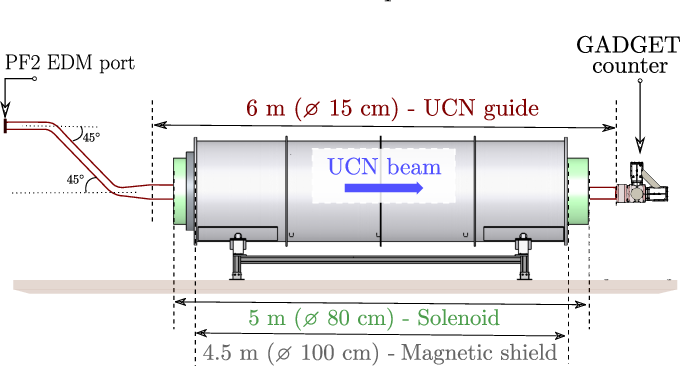 GADGET
counter
PF2 EDM port
6 m (⌀ 15 cm) - UCN guide
45°
45°
UCN beam
5 m (⌀ 80 cm) - Solenoid
4.5 m (⌀ 100 cm) - Magnetic shield